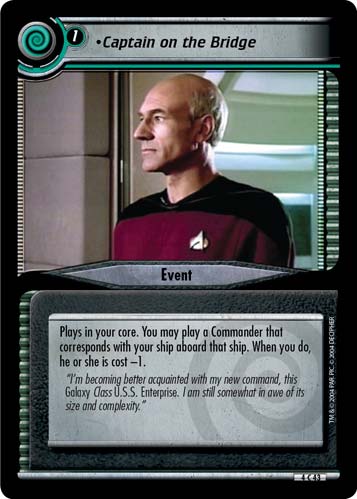 1
•Captain on the Bridge
Event
Plays in your core. You may play a Commander that
corresponds with your ship aboard that ship. When you do,
he or she is cost –1.
"I'm becoming better acquainted with my new command, this
Galaxy Class U.S.S. Enterprise. I am still somewhat in awe of its
size and complexity."
TM & © 2004 PAR. PIC. © 2004 DECIPHER
4 C 43